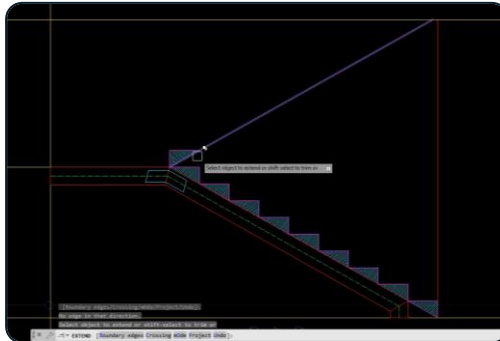 Select object to extend or shift-select to trim or
[Boundary edges/Crossing/mOde/Project/Undo]:
No edge in that direction.
Select object to extend or shift-select to trim or
EXTEND [Boundary edges Crossing mOde Project Undo]: